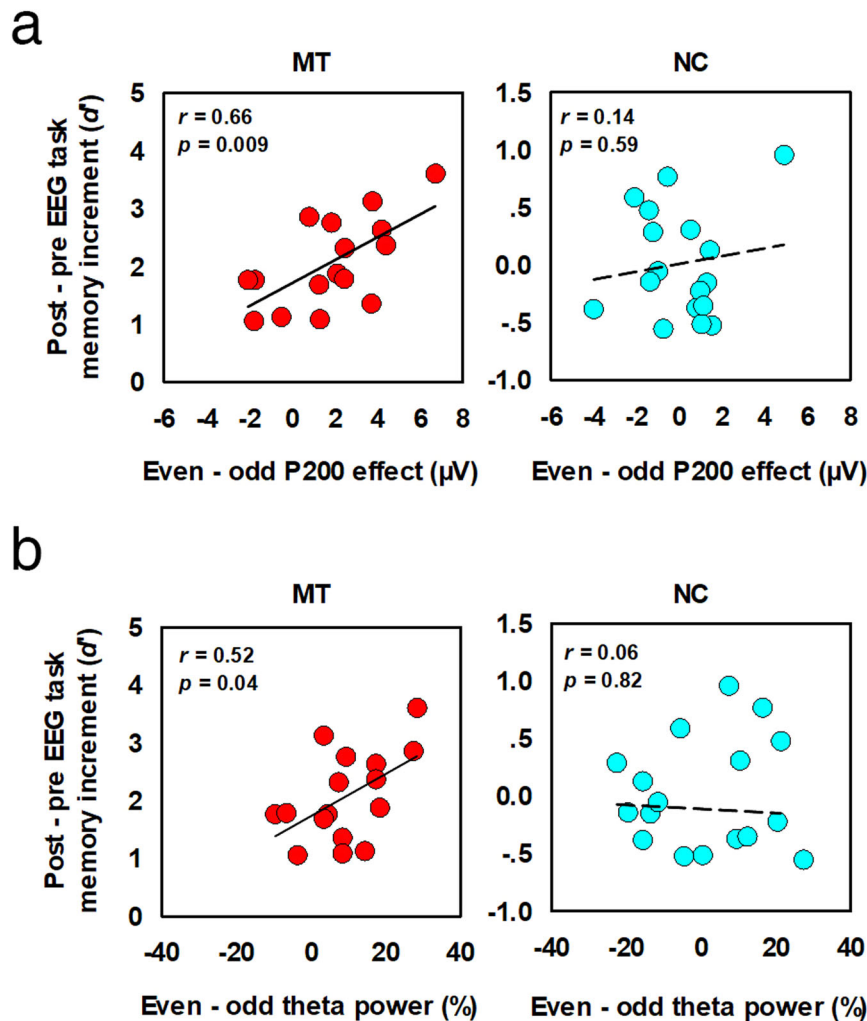 a
MT
NC
Post - pre EEG task
memory increment (d')
5
4
3
2
1
0
r = 0.66
p = 0.009
-6 -4 -2 0 2 4 6 8
Even - odd P200 effect (µV)
1.5
1.0
.5
0.0
-.5
-1.0
r = 0.14
p = 0.59
-6 -4 -2 0 2 4 6 8
Even - odd P200 effect (µV)
b
MT
NC
Post - pre EEG task
memory increment (d')
5
4
3
2
1
0
r = 0.52
p = 0.04
-40 -20 0 20 40
Even - odd theta power (%)
1.5
1.0
.5
0.0
-.5
-1.0
r = 0.06
p = 0.82
-40 -20 0 20 40
Even - odd theta power (%)